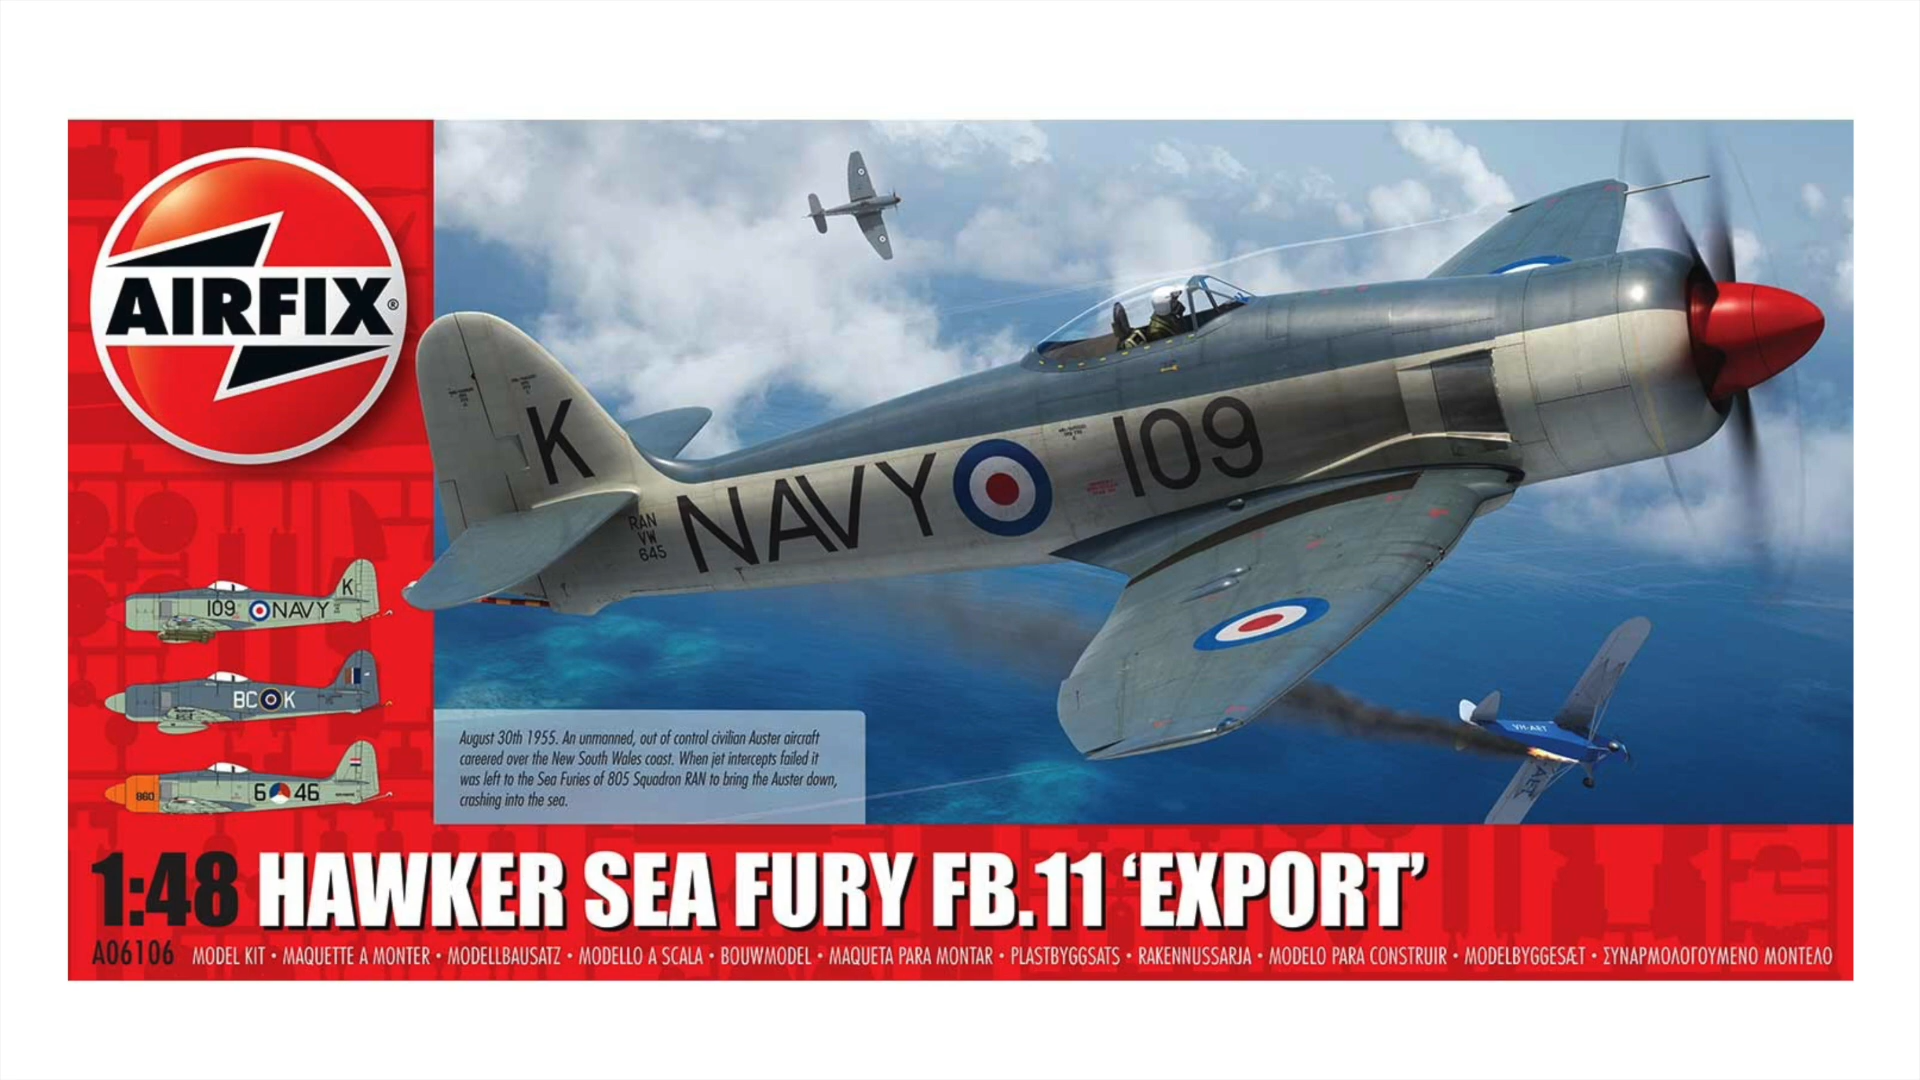 AIRFIX®
K
NAVY
109
RAN
VW
645
109 NAVY
K
BC K
860
6 46
VH-AET
August 30th 1955. An unmanned, out of control civilian Auster aircraft
careered over the New South Wales coast. When jet intercepts failed it
was left to the Sea Furies of 805 Squadron RAN to bring the Auster down,
crashing into the sea.
1:48 HAWKER SEA FURY FB.11 ‘EXPORT’
A06106 MODEL KIT • MAQUETTE A MONTER • MODELLBAUSATZ • MODELLO A SCALA • BOUWMODEL • MAQUETA PARA MONTAR • PLASTBYGGSATS • RAKENNUSSARJA • MODELO PARA CONSTRUIR • MODELBYGGESÆT • ΣΥΝΑΡΜΟΛΟΓΟΥΜΕΝΟ ΜΟΝΤΕΛΟ